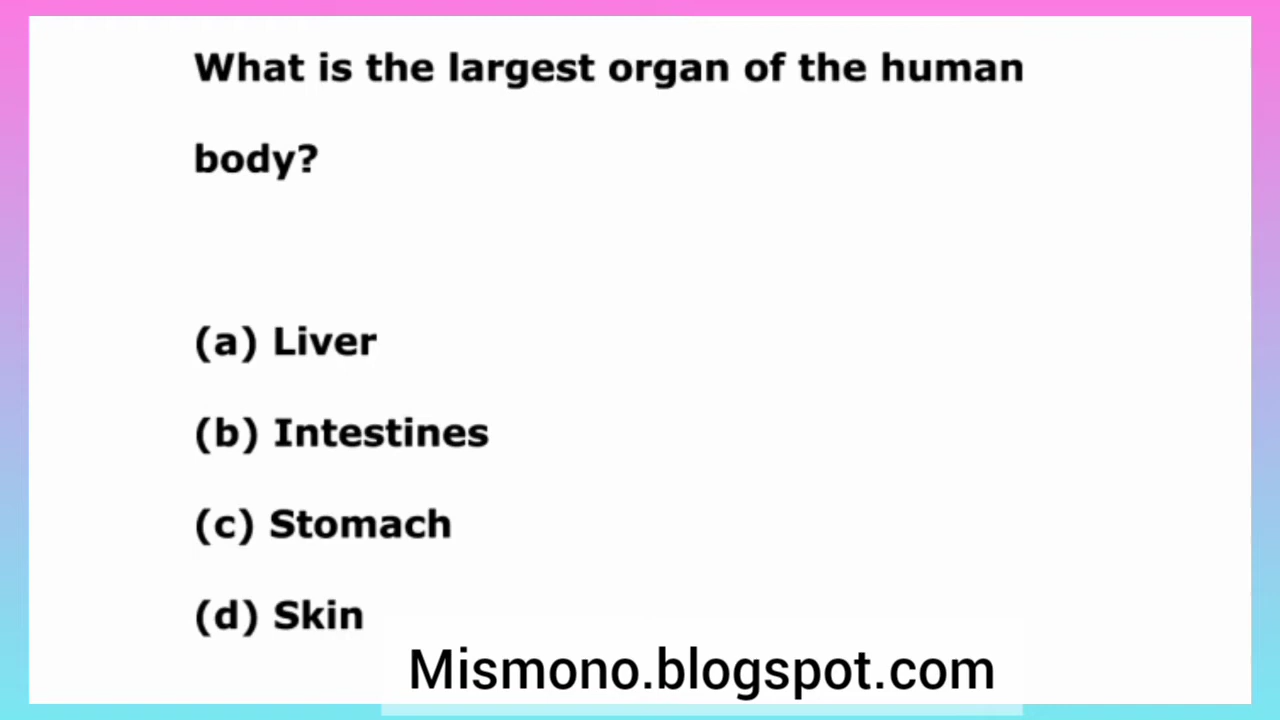 What is the largest organ of the human
body?
(a) Liver
(b) Intestines
(c) Stomach
(d) Skin
Mismono.blogspot.com